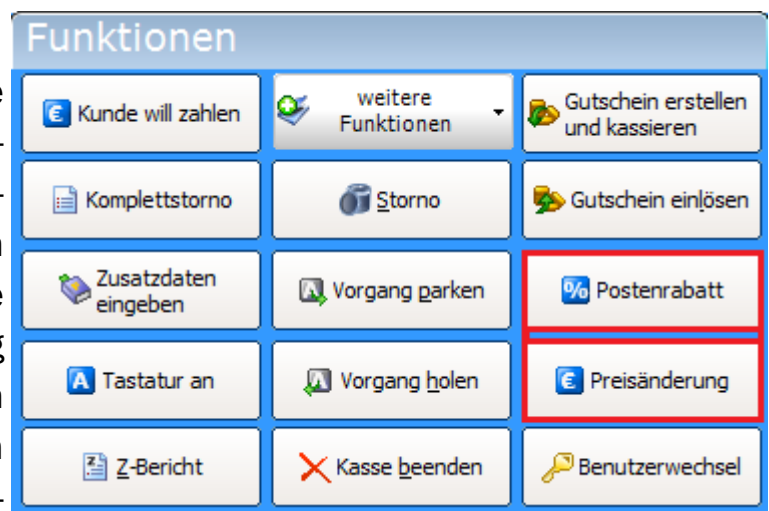 Funktionen
Kunde will zahlen
weitere
Funktionen
Gutschein erstellen
und kassieren
Komplettstorno
Storno
Gutschein einlösen
Zusatzdaten
eingeben
Vorgang parken
Postenrabatt
Tastatur an
Vorgang holen
Preisänderung
Z-Bericht
Kasse beenden
Benutzerwechsel